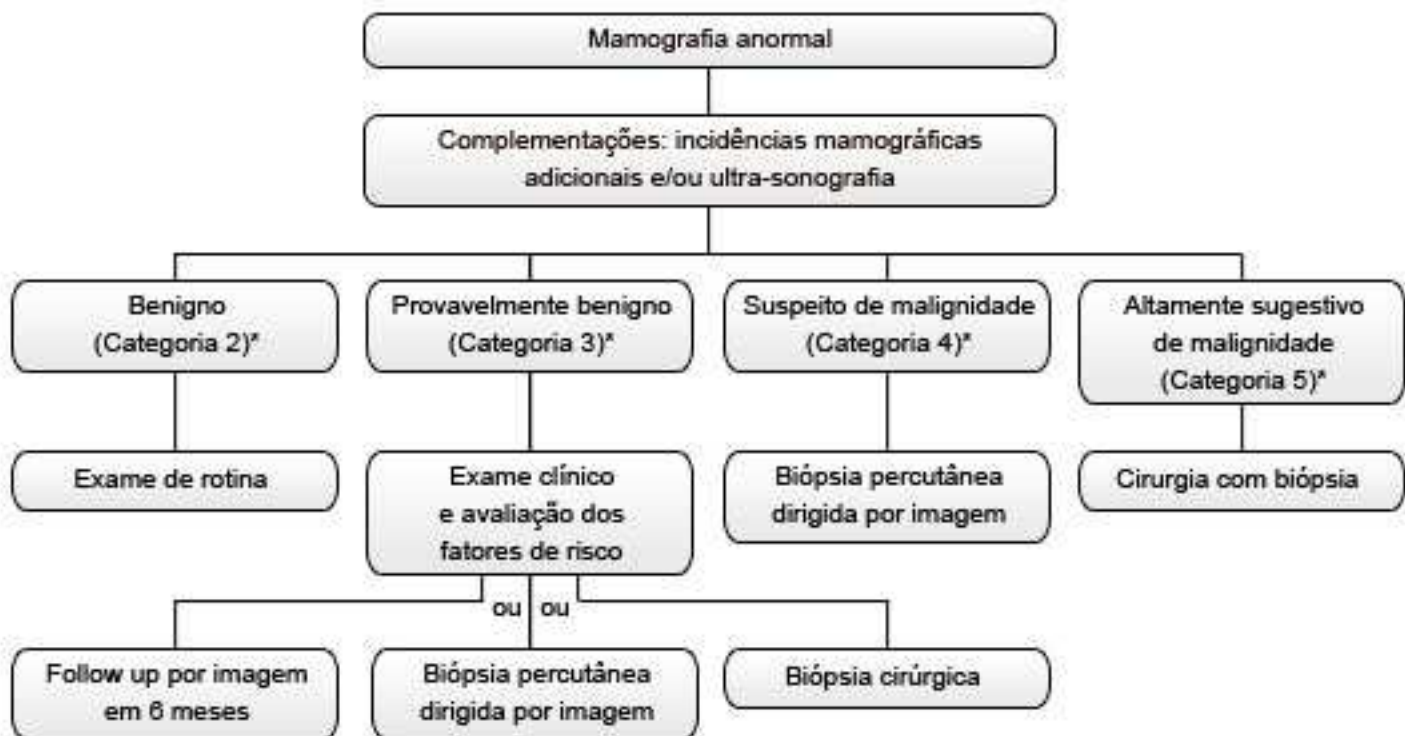 Mamografia anormal
Complementações: incidências mamográficas
adicionais e/ou ultra-sonografia
Benigno
(Categoria 2)*
Provavelmente benigno
(Categoria 3)*
Suspeito de malignidade
(Categoria 4)*
Altamente sugestivo
de malignidade
(Categoria 5)*
Exame de rotina
Exame clínico
e avaliação dos
fatores de risco
Biópsia percutânea
dirigida por imagem
Cirurgia com biópsia
ou ou
Follow up por imagem
em 6 meses
Biópsia percutânea
dirigida por imagem
Biópsia cirúrgica